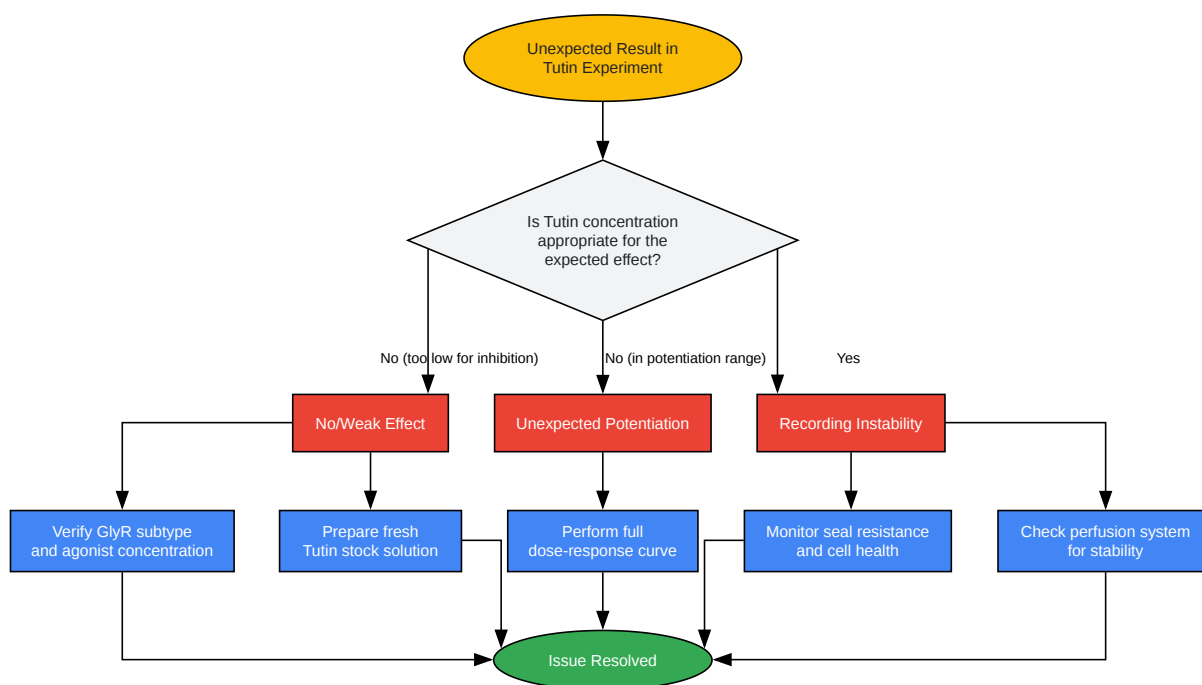 Unexpected Result in
Tutin Experiment
Is Tutin concentration
appropriate for the
expected effect?
No (too low for inhibition)
No (in potentiation range)
Yes
No/Weak Effect
Unexpected Potentiation
Recording Instability
Verify GlyR subtype
and agonist concentration
Prepare fresh
Tutin stock solution
Perform full
dose-response curve
Monitor seal resistance
and cell health
Check perfusion system
for stability
Issue Resolved